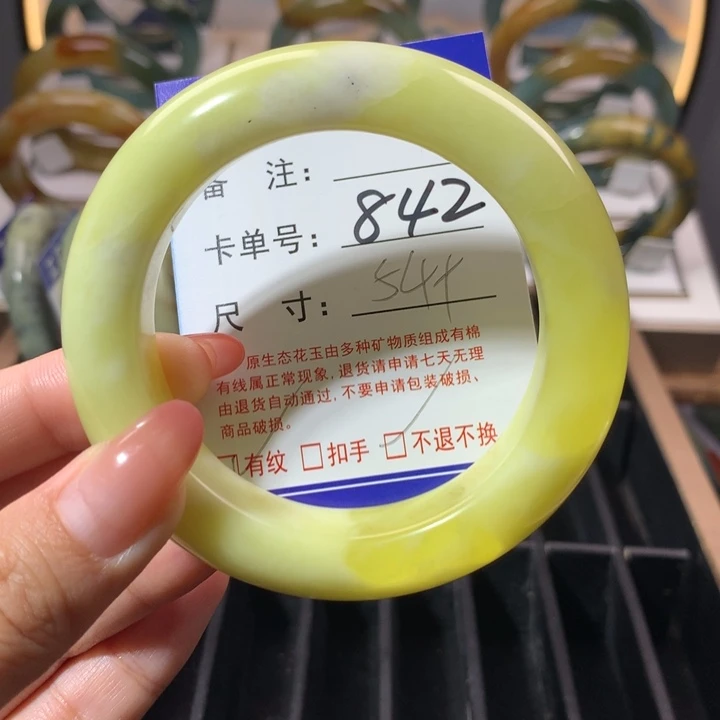 备 注：
卡单号： 842
尺 寸： 544
原生态花玉由多种矿物质组成有棉
有线属正常现象，退货请申请七天无理
由退货自动通过，不要申请包装破损、
商品破损。
□有纹 □扣手 □不退不换